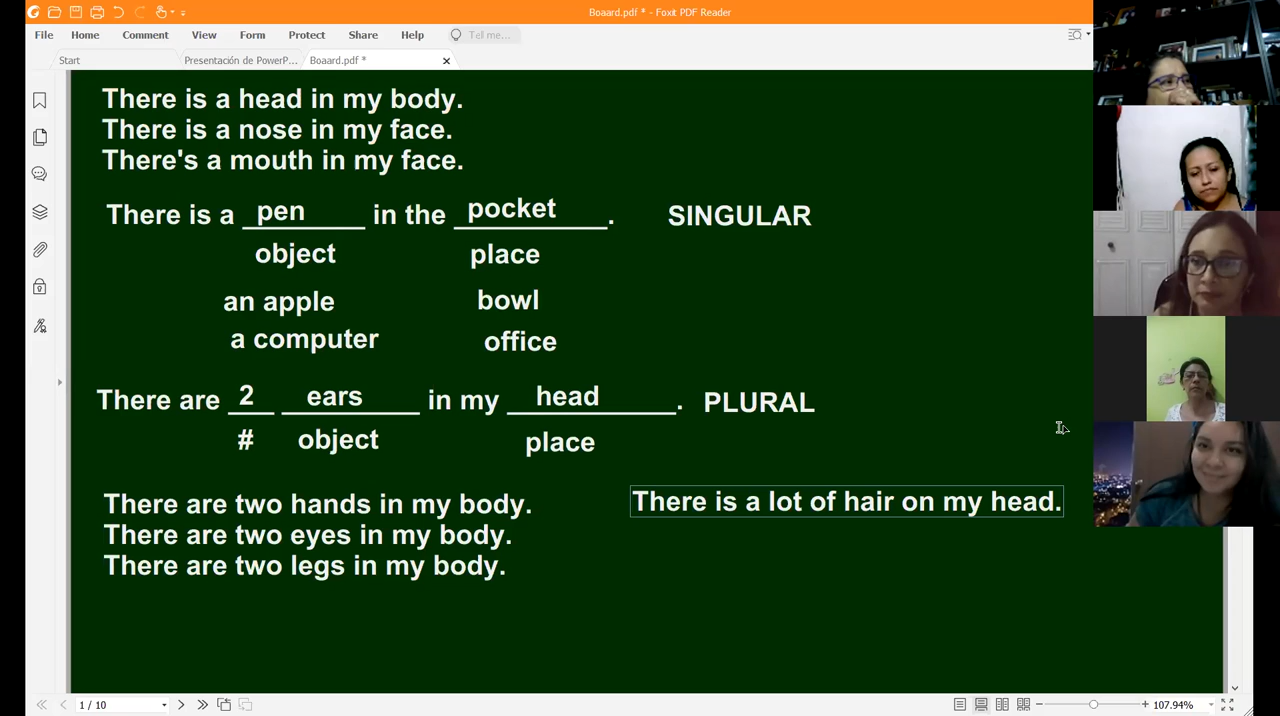 Boaard.pdf * - Foxit PDF Reader
File Home Comment View Form Protect Share Help Tell me...
Start Presentación de PowerP... Boaard.pdf *
There is a head in my body.
There is a nose in my face.
There's a mouth in my face.
There is a pen in the pocket. SINGULAR
object place
an apple bowl
a computer office
There are 2 ears in my head. PLURAL
# object place
There are two hands in my body. There is a lot of hair on my head.
There are two eyes in my body.
There are two legs in my body.
1 / 10 107.94%